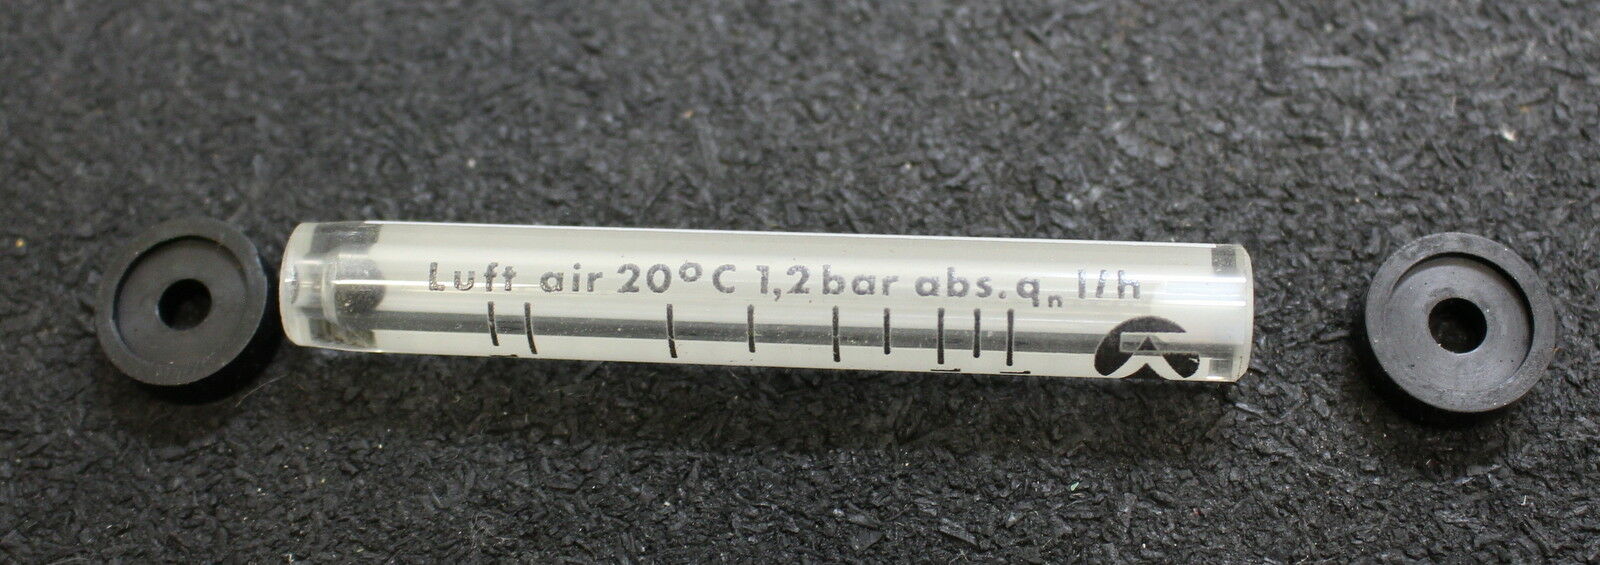 Luft air 20°C 1,2 bar abs. qn l/h